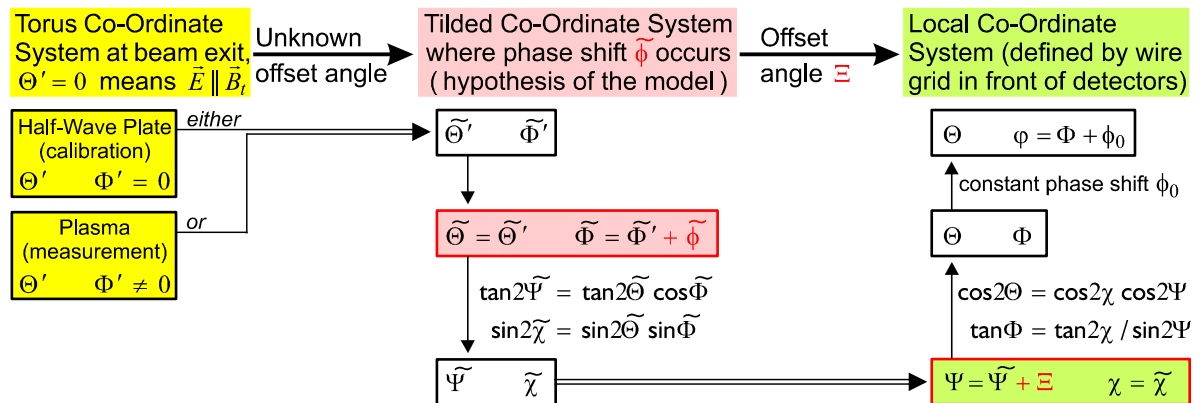 Torus Co-Ordinate
System at beam exit,
Θ′ = 0 means E⃗ ∥ B⃗ₜ
Unknown
offset angle
Tilded Co-Ordinate System
where phase shift ϕ̃ occurs
(hypothesis of the model)
Offset
angle Ξ
Local Co-Ordinate
System (defined by wire
grid in front of detectors)
Half-Wave Plate
(calibration)
Θ′ Φ′ = 0
either
Plasma
(measurement)
Θ′ Φ′ ≠ 0
or
Θ̃′ Φ̃′
Θ̃ = Θ̃′ Φ̃ = Φ̃′ + ϕ̃
tan2Ψ̃ = tan2Θ̃ cosΦ̃
sin2χ̃ = sin2Θ̃ sinΦ̃
Ψ̃ χ̃
Θ φ = Φ + ϕ₀
constant phase shift ϕ₀
Θ Φ
cos2Θ = cos2χ cos2Ψ
tanΦ = tan2χ / sin2Ψ
Ψ = Ψ̃ + Ξ χ = χ̃